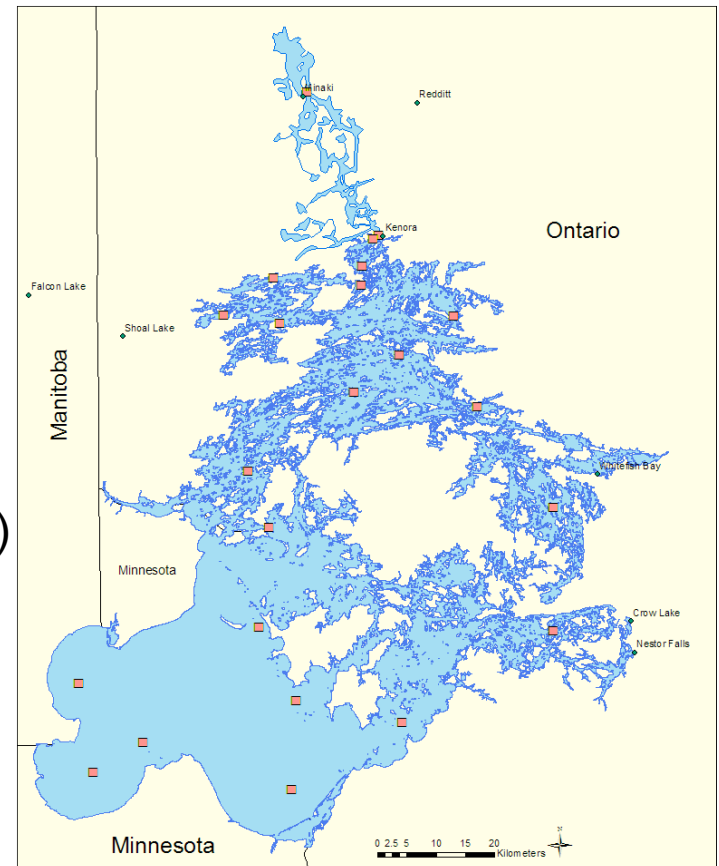 Minaki
Redditt
Kenora
Ontario
Falcon Lake
Shoal Lake
Manitoba
Whitefish Bay
)
Minnesota
Crow Lake
Nestor Falls
Minnesota
0 2.5 5 10 15 20
Kilometers
N